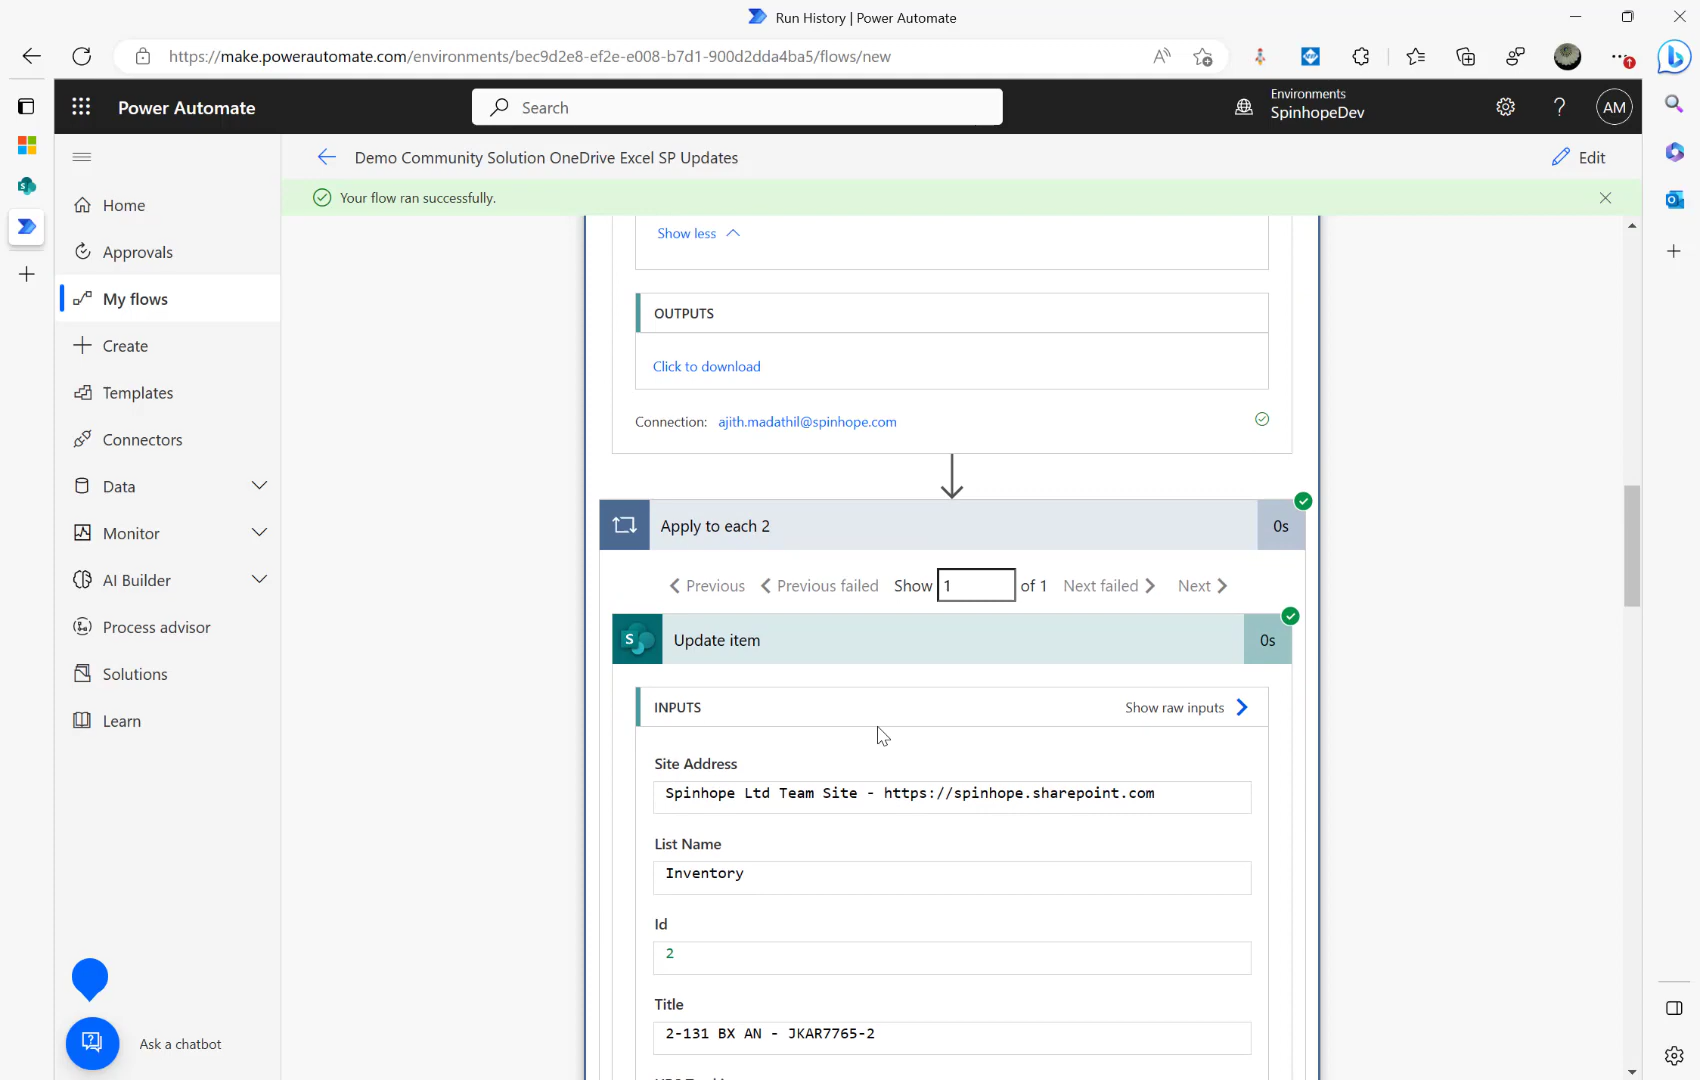 Run History | Power Automate
https://make.powerautomate.com/environments/bec9d2e8-ef2e-e008-b7d1-900d2dda4ba5/flows/new
Power Automate
Search
Environments
SpinhopeDev
AM
Demo Community Solution OneDrive Excel SP Updates
Edit
Your flow ran successfully.
Home
Approvals
My flows
Create
Templates
Connectors
Data
Monitor
AI Builder
Process advisor
Solutions
Learn
Ask a chatbot
Show less
OUTPUTS
Click to download
Connection: ajith.madathil@spinhope.com
Apply to each 2
0s
Previous Previous failed Show 1 of 1 Next failed Next
Update item
0s
INPUTS
Show raw inputs
Site Address
Spinhope Ltd Team Site - https://spinhope.sharepoint.com
List Name
Inventory
Id
2
Title
2-131 BX AN - JKAR7765-2